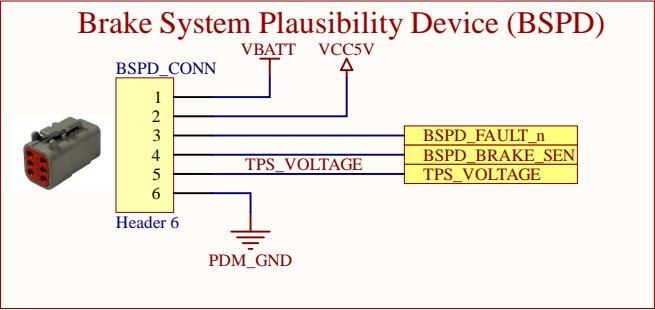 Brake System Plausibility Device (BSPD)
VBATT VCC5V
BSPD_CONN
1
2
3 BSPD_FAULT_n
4 BSPD_BRAKE_SEN
TPS_VOLTAGE
5 TPS_VOLTAGE
6
Header 6
PDM_GND